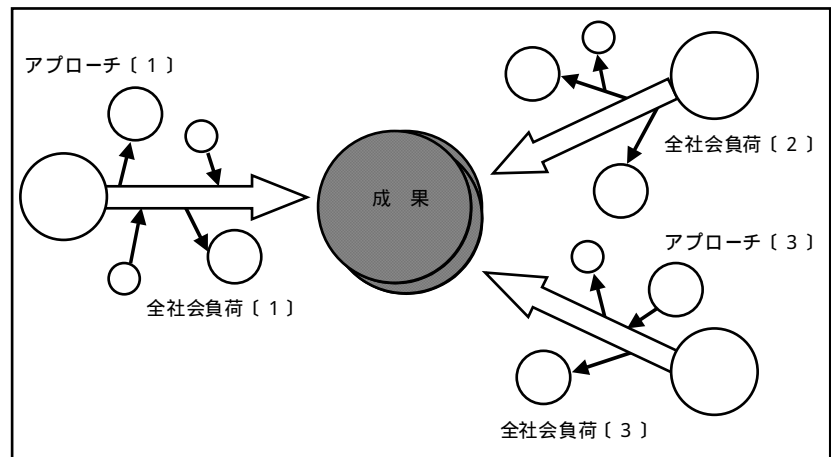 アプローチ〔1〕
全社会負荷〔1〕
成 果
全社会負荷〔2〕
アプローチ〔3〕
全社会負荷〔3〕